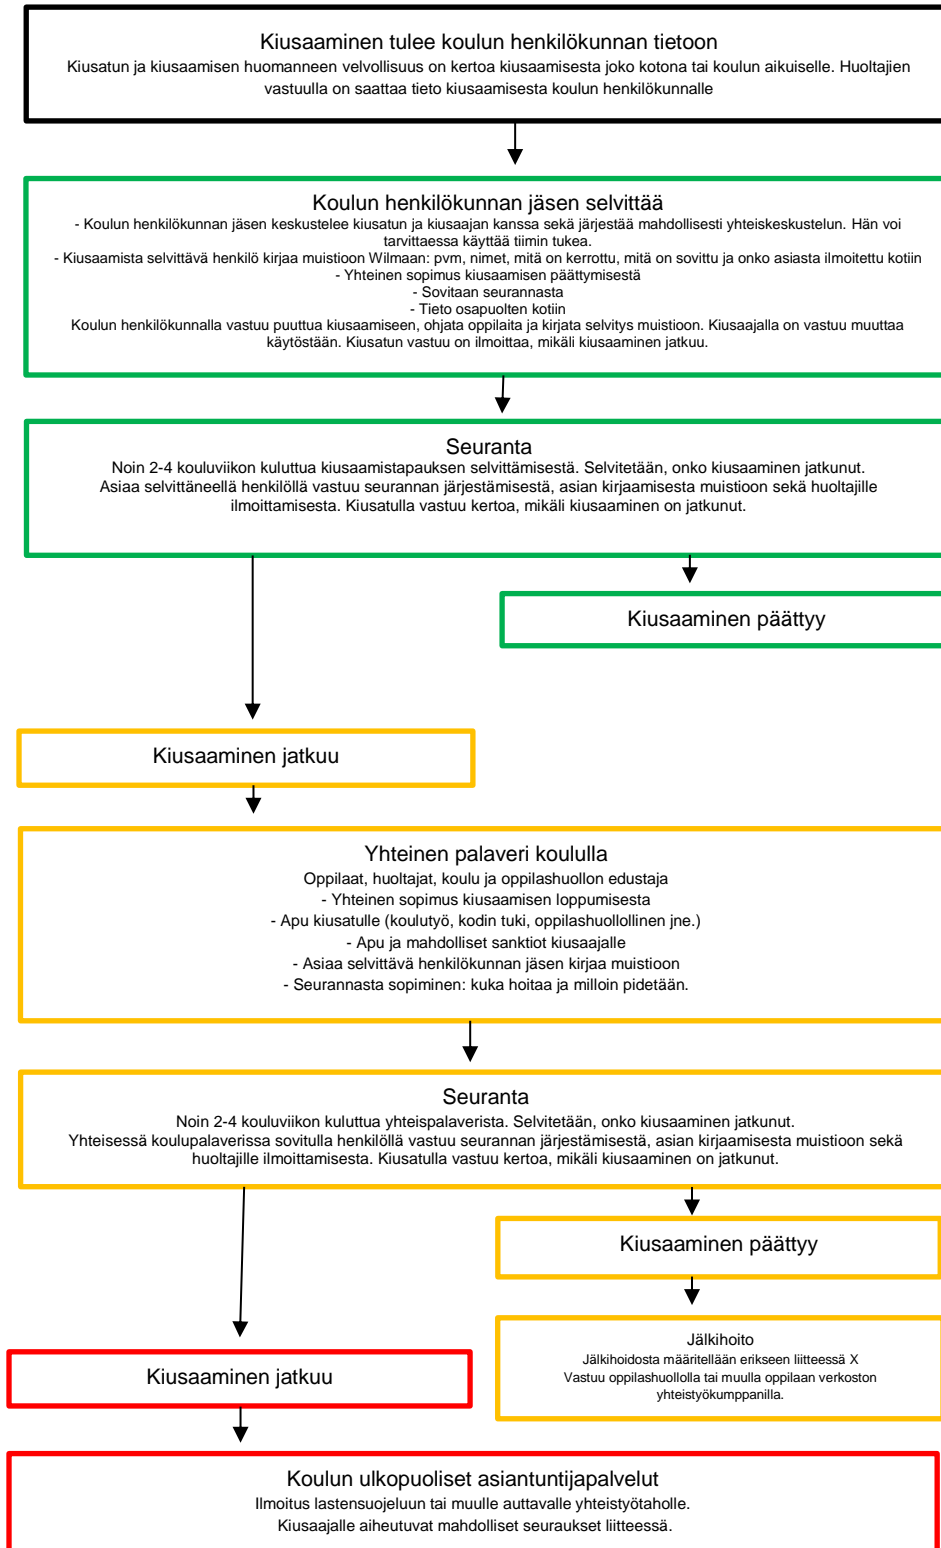 Kiusaaminen tulee koulun henkilökunnan tietoon
Kiusatun ja kiusaamisen huomanneen velvollisuus on kertoa kiusaamisesta joko kotona tai koulun aikuiselle. Huoltajien
vastuulla on saattaa tieto kiusaamisesta koulun henkilökunnalle
Koulun henkilökunnan jäsen selvittää
- Koulun henkilökunnan jäsen keskustelee kiusatun ja kiusaajan kanssa sekä järjestää mahdollisesti yhteiskeskustelun. Hän voi
tarvittaessa käyttää tiimin tukea.
- Kiusaamista selvittävä henkilö kirjaa muistioon Wilmaan: pvm, nimet, mitä on kerrottu, mitä on sovittu ja onko asiasta ilmoitettu kotiin
- Yhteinen sopimus kiusaamisen päättymisestä
- Sovitaan seurannasta
- Tieto osapuolten kotiin
Koulun henkilökunnalla vastuu puuttua kiusaamiseen, ohjata oppilaita ja kirjata selvitys muistioon. Kiusaajalla on vastuu muuttaa
käytöstään. Kiusatun vastuu on ilmoittaa, mikäli kiusaaminen jatkuu.
Seuranta
Noin 2-4 kouluviikon kuluttua kiusaamistapauksen selvittämisestä. Selvitetään, onko kiusaaminen jatkunut.
Asiaa selvittäneellä henkilöllä vastuu seurannan järjestämisestä, asian kirjaamisesta muistioon sekä huoltajille
ilmoittamisesta. Kiusatulla vastuu kertoa, mikäli kiusaaminen on jatkunut.
Kiusaaminen päättyy
Kiusaaminen jatkuu
Yhteinen palaveri koululla
Oppilaat, huoltajat, koulu ja oppilashuollon edustaja
- Yhteinen sopimus kiusaamisen loppumisesta
- Apu kiusatulle (koulutyö, kodin tuki, oppilashuollollinen jne.)
- Apu ja mahdolliset sanktiot kiusaajalle
- Asiaa selvittävä henkilökunnan jäsen kirjaa muistioon
- Seurannasta sopiminen: kuka hoitaa ja milloin pidetään.
Seuranta
Noin 2-4 kouluviikon kuluttua yhteispalaverista. Selvitetään, onko kiusaaminen jatkunut.
Yhteisessä koulupalaverissa sovitulla henkilöllä vastuu seurannan järjestämisestä, asian kirjaamisesta muistioon sekä
huoltajille ilmoittamisesta. Kiusatulla vastuu kertoa, mikäli kiusaaminen on jatkunut.
Kiusaaminen päättyy
Jälkihoito
Jälkihoidosta määritellään erikseen liitteessä X
Vastuu oppilashuollolla tai muulla oppilaan verkoston
yhteistyökumppanilla.
Kiusaaminen jatkuu
Koulun ulkopuoliset asiantuntijapalvelut
Ilmoitus lastensuojeluun tai muulle auttavalle yhteistyötaholle.
Kiusaajalle aiheutuvat mahdolliset seuraukset liitteessä.